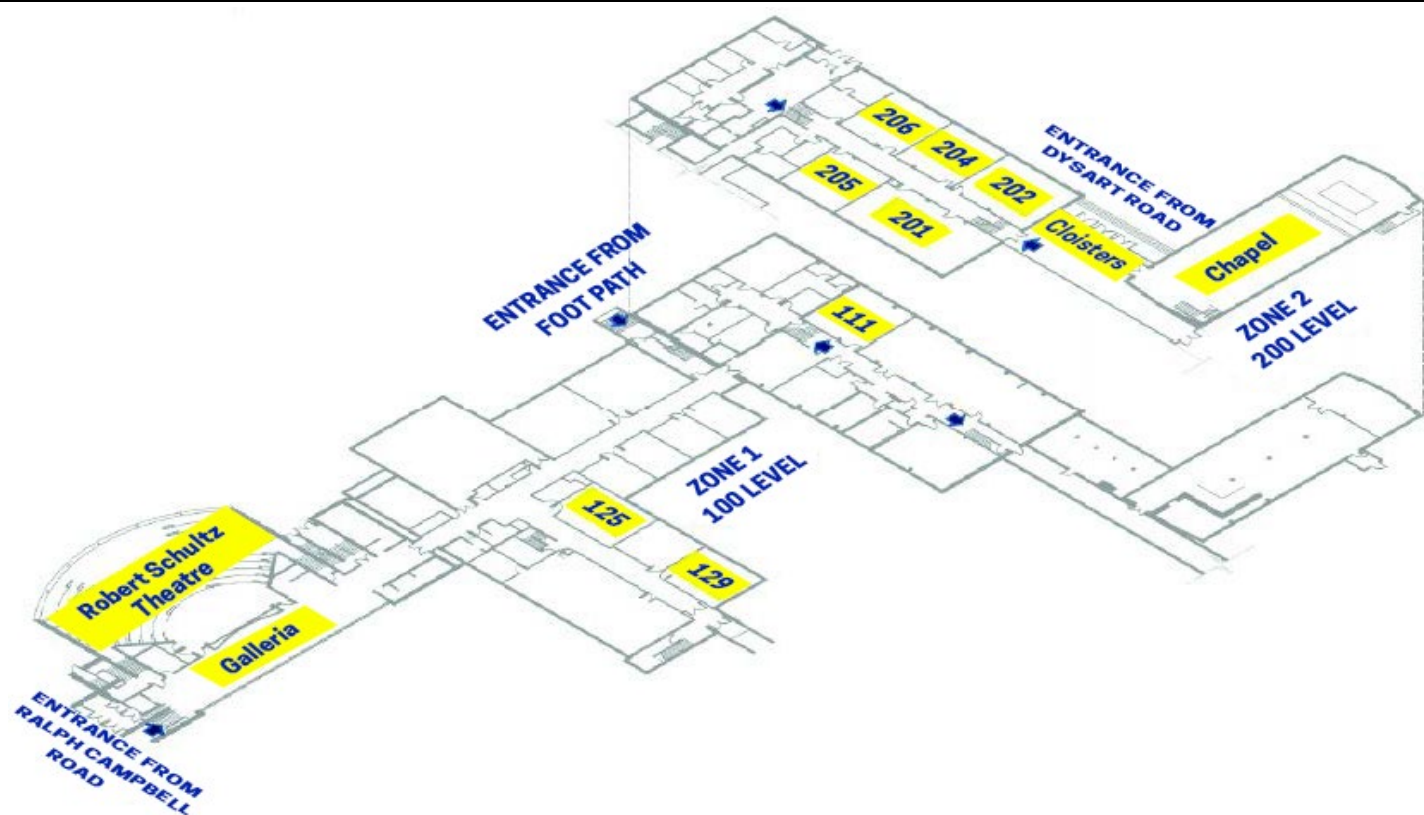 206
204
202
205
201
ENTRANCE FROM
DYSART ROAD
Cloisters
Chapel
ZONE 2
200 LEVEL
ENTRANCE FROM
FOOT PATH
111
ZONE 1
100 LEVEL
125
129
Robert Schultz
Theatre
Galleria
ENTRANCE FROM
RALPH CAMPBELL
ROAD